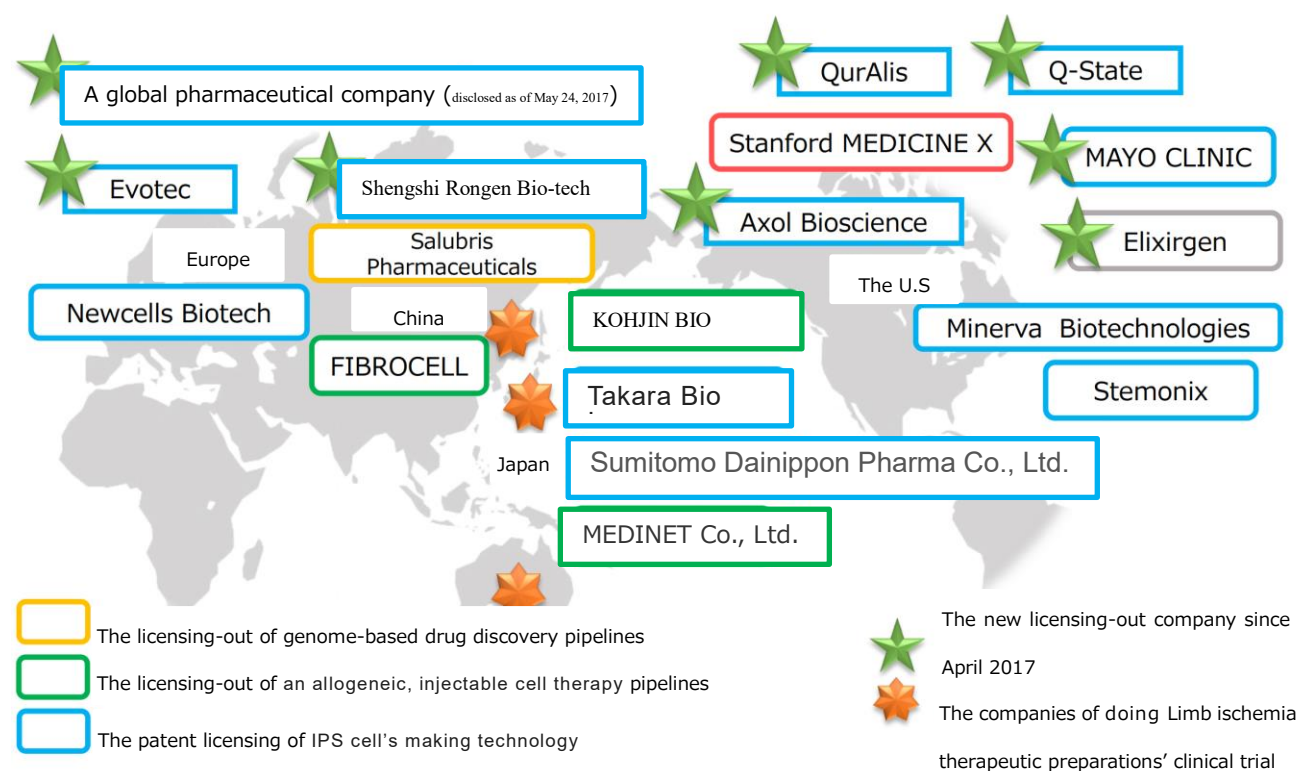 QurAlis
Q-State
A global pharmaceutical company (disclosed as of May 24, 2017)
Stanford MEDICINE X
MAYO CLINIC
Evotec
Shengshi Rongen Bio-tech
Axol Bioscience
Elixirgen
Salubris
Pharmaceuticals
Europe
The U.S
Newcells Biotech
China
KOHJIN BIO
Minerva Biotechnologies
FIBROCELL
Takara Bio
Stemonix
Japan
Sumitomo Dainippon Pharma Co., Ltd.
MEDINET Co., Ltd.
The licensing-out of genome-based drug discovery pipelines
The licensing-out of an allogeneic, injectable cell therapy pipelines
The patent licensing of IPS cell's making technology
The new licensing-out company since
April 2017
The companies of doing Limb ischemia
therapeutic preparations' clinical trial